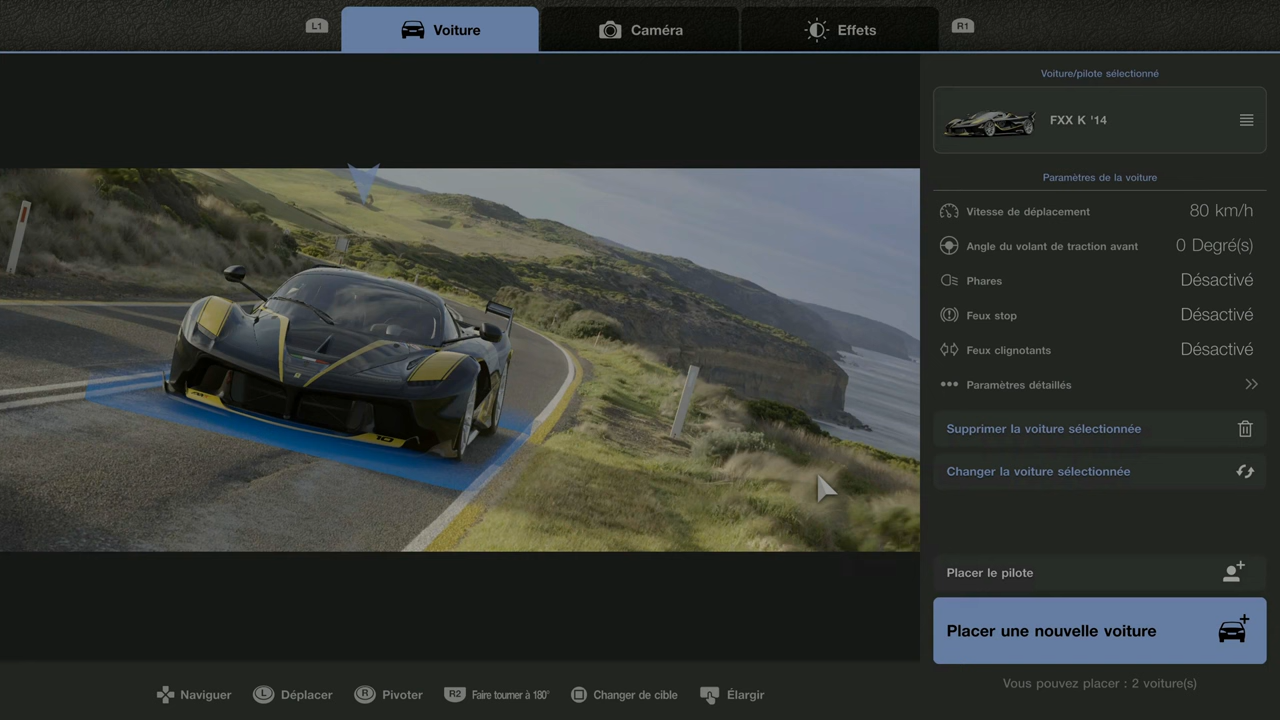 L1
Voiture
Caméra
Effets
R1
Voiture/pilote sélectionné
FXX K '14
Paramètres de la voiture
Vitesse de déplacement 80 km/h
Angle du volant de traction avant 0 Degré(s)
Phares Désactivé
Feux stop Désactivé
Feux clignotants Désactivé
Paramètres détaillés
Supprimer la voiture sélectionnée
Changer la voiture sélectionnée
10
Placer le pilote
Placer une nouvelle voiture
Vous pouvez placer : 2 voiture(s)
Naviguer
L Déplacer
R Pivoter
R2 Faire tourner à 180°
Changer de cible
Élargir